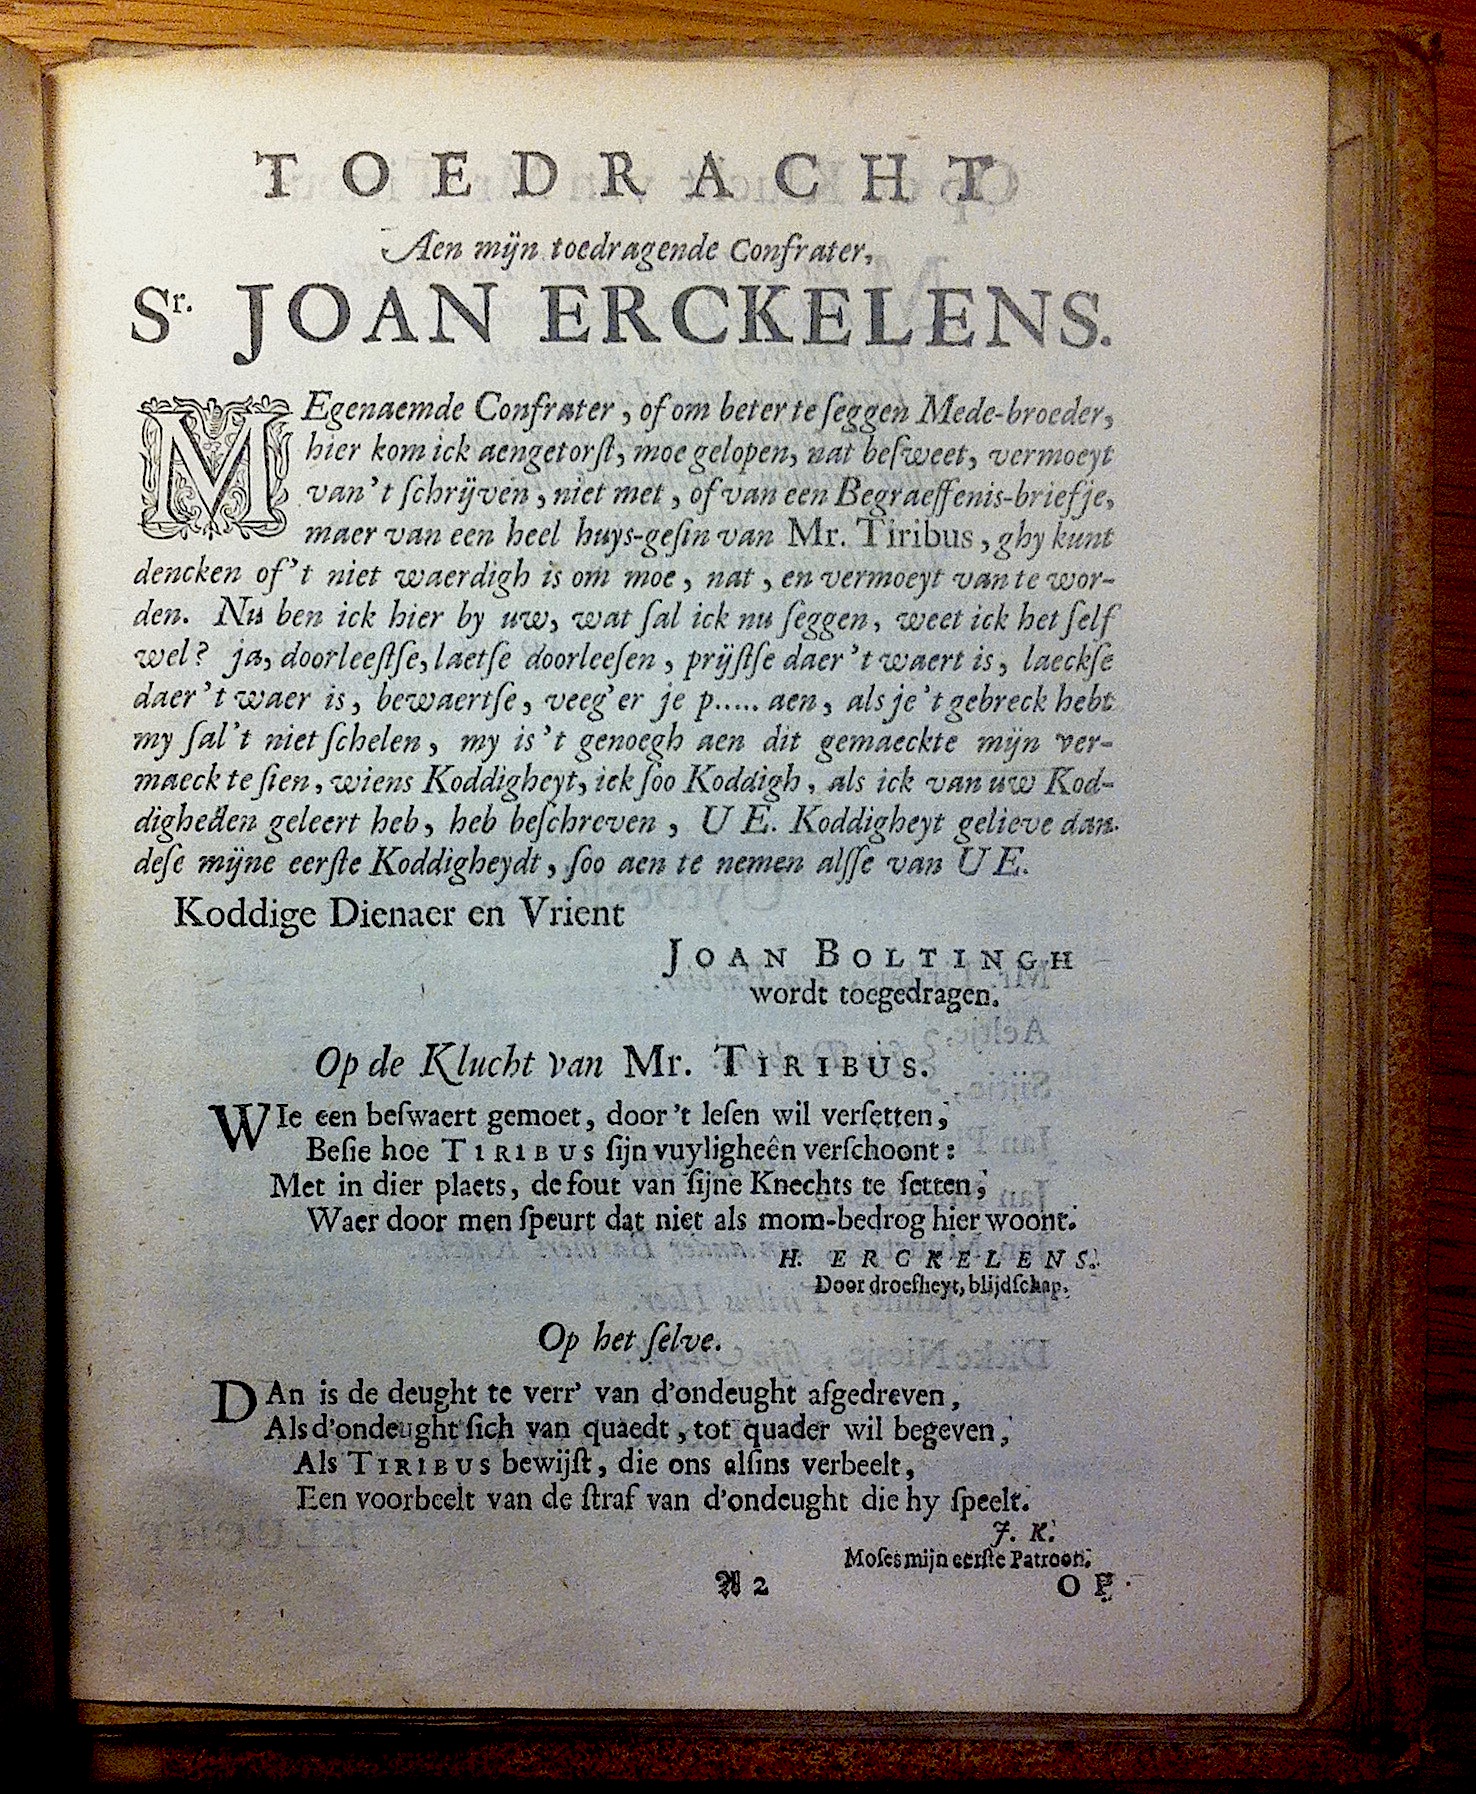 TOEDRACHT
Aen mijn toedragende Confrater,
Sr. JOAN ERCKELENS.
MEgenaemde Confrater, of om beter te ſeggen Mede-broeder,
hier kom ick aengetorſt, moe gelopen, nat beſweet, vermoeyt
van't ſchrijven, niet met, of van een Begraeffenis-briefje,
maer van een heel huys-geſin van Mr. Tiribus, ghy kunt
dencken of't niet waerdigh is om moe, nat, en vermoeyt van te wor-
den. Nu ben ick hier by uw, wat ſal ick nu ſeggen, weet ick het ſelf
wel? ja, doorleeſtſe, laetſe doorleeſen, prijſtſe daer't waert is, laeckſe
daer't waer is, bewaertſe, veeg'er je p..... aen, als je't gebreck hebt
my ſal't niet ſchelen, my is't genoegh aen dit gemaeckte mijn ver-
maeck te ſien, wiens Koddigheyt, ick ſoo Koddigh, als ick van uw Kod-
digheden geleert heb, heb beſchreven, U E. Koddigheyt gelieve dan
deſe mijne eerſte Koddigheydt, ſoo aen te nemen alſſe van U E.
Koddige Dienaer en Vrient
JOAN BOLTINGH
wordt toegedragen.
Op de Klucht van Mr. TIRIBUS.
WIe een beſwaert gemoet, door't leſen wil verſetten,
Beſie hoe TIRIBUS ſijn vuyligheên verſchoont:
Met in dier plaets, de fout van ſijne Knechts te ſetten,
Waer door men ſpeurt dat niet als mom-bedrog hier woont.
H. ERCKELENS.
Door droefheyt, blijdſchap.
Op het ſelve.
DAn is de deught te verr' van d'ondeught afgedreven,
Als d'ondeught ſich van quaedt, tot quader wil begeven,
Als TIRIBUS bewijſt, die ons alſins verbeelt,
Een voorbeelt van de ſtraf van d'ondeught die hy ſpeelt.
J. K.
Moſes mijn eerſte Patroon.
A 2 OP